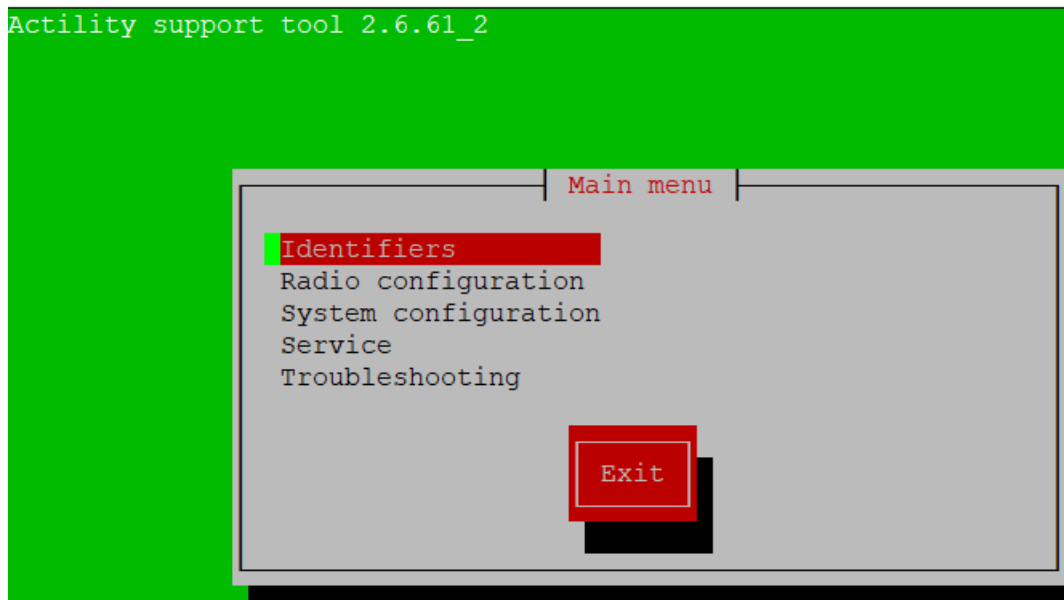 Actility support tool 2.6.61_2
Main menu
Identifiers
Radio configuration
System configuration
Service
Troubleshooting
Exit